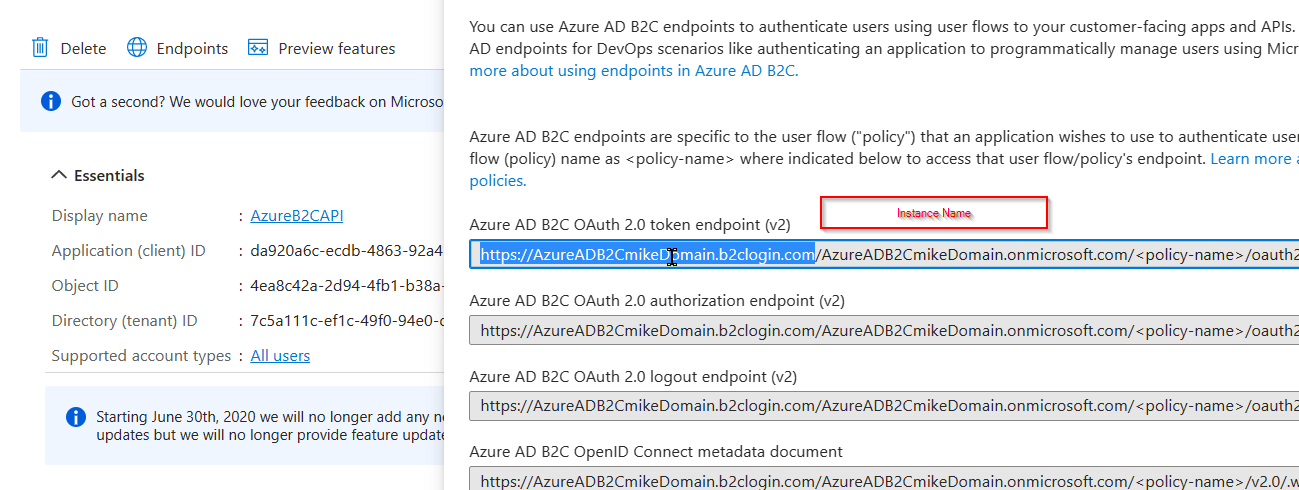 Delete Endpoints Preview features
Got a second? We would love your feedback on Microso
Essentials
Display name : AzureB2CAPI
Application (client) ID : da920a6c-ecdb-4863-92a4
Object ID : 4ea8c42a-2d94-4fb1-b38a-
Directory (tenant) ID : 7c5a111c-ef1c-49f0-94e0-
Supported account types : All users
Starting June 30th, 2020 we will no longer add any ne
updates but we will no longer provide feature update
You can use Azure AD B2C endpoints to authenticate users using user flows to your customer-facing apps and APIs.
AD endpoints for DevOps scenarios like authenticating an application to programmatically manage users using Micr
more about using endpoints in Azure AD B2C.
Azure AD B2C endpoints are specific to the user flow ("policy") that an application wishes to use to authenticate use
flow (policy) name as <policy-name> where indicated below to access that user flow/policy's endpoint. Learn more a
policies.
Instance Name
Azure AD B2C OAuth 2.0 token endpoint (v2)
https://AzureADB2CmikeDomain.b2clogin.com/AzureADB2CmikeDomain.onmicrosoft.com/<policy-name>/oauth2
Azure AD B2C OAuth 2.0 authorization endpoint (v2)
https://AzureADB2CmikeDomain.b2clogin.com/AzureADB2CmikeDomain.onmicrosoft.com/<policy-name>/oauth2
Azure AD B2C OAuth 2.0 logout endpoint (v2)
https://AzureADB2CmikeDomain.b2clogin.com/AzureADB2CmikeDomain.onmicrosoft.com/<policy-name>/oauth2
Azure AD B2C OpenID Connect metadata document
https://AzureADB2CmikeDomain.b2clogin.com/AzureADB2CmikeDomain.onmicrosoft.com/<policy-name>/v2.0/.w